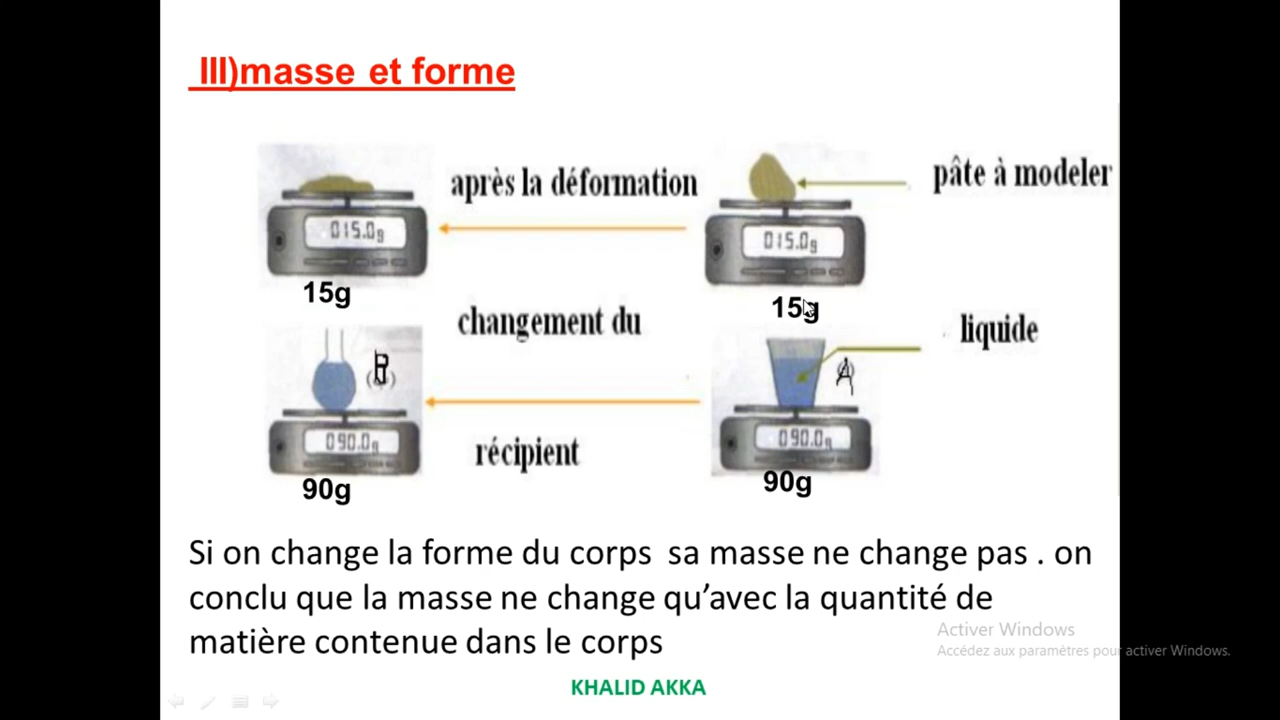 III)masse et forme
après la déformation
pâte à modeler
015.0g
015.0g
15g
15g
changement du
liquide
B
A
récipient
090.0g
090.0g
90g
90g
Si on change la forme du corps sa masse ne change pas . on
conclu que la masse ne change qu’avec la quantité de
matière contenue dans le corps
Activer Windows
Accédez aux paramètres pour activer Windows.
KHALID AKKA